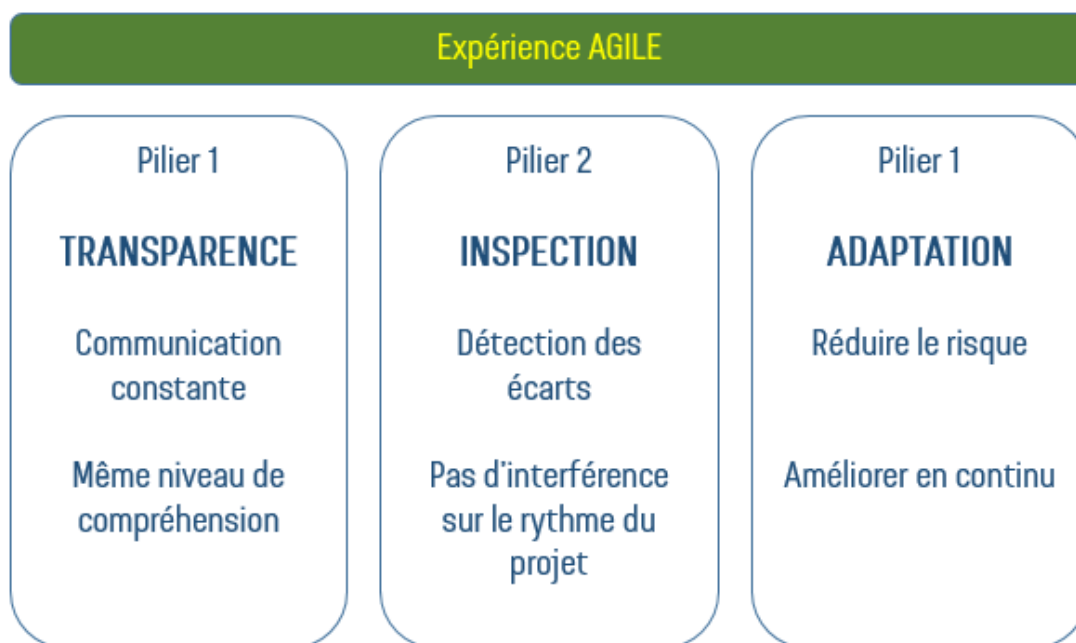 Expérience AGILE
Pilier 1
TRANSPARENCE
Communication
constante
Même niveau de
compréhension
Pilier 2
INSPECTION
Détection des
écarts
Pas d'interférence
sur le rythme du
projet
Pilier 1
ADAPTATION
Réduire le risque
Améliorer en continu